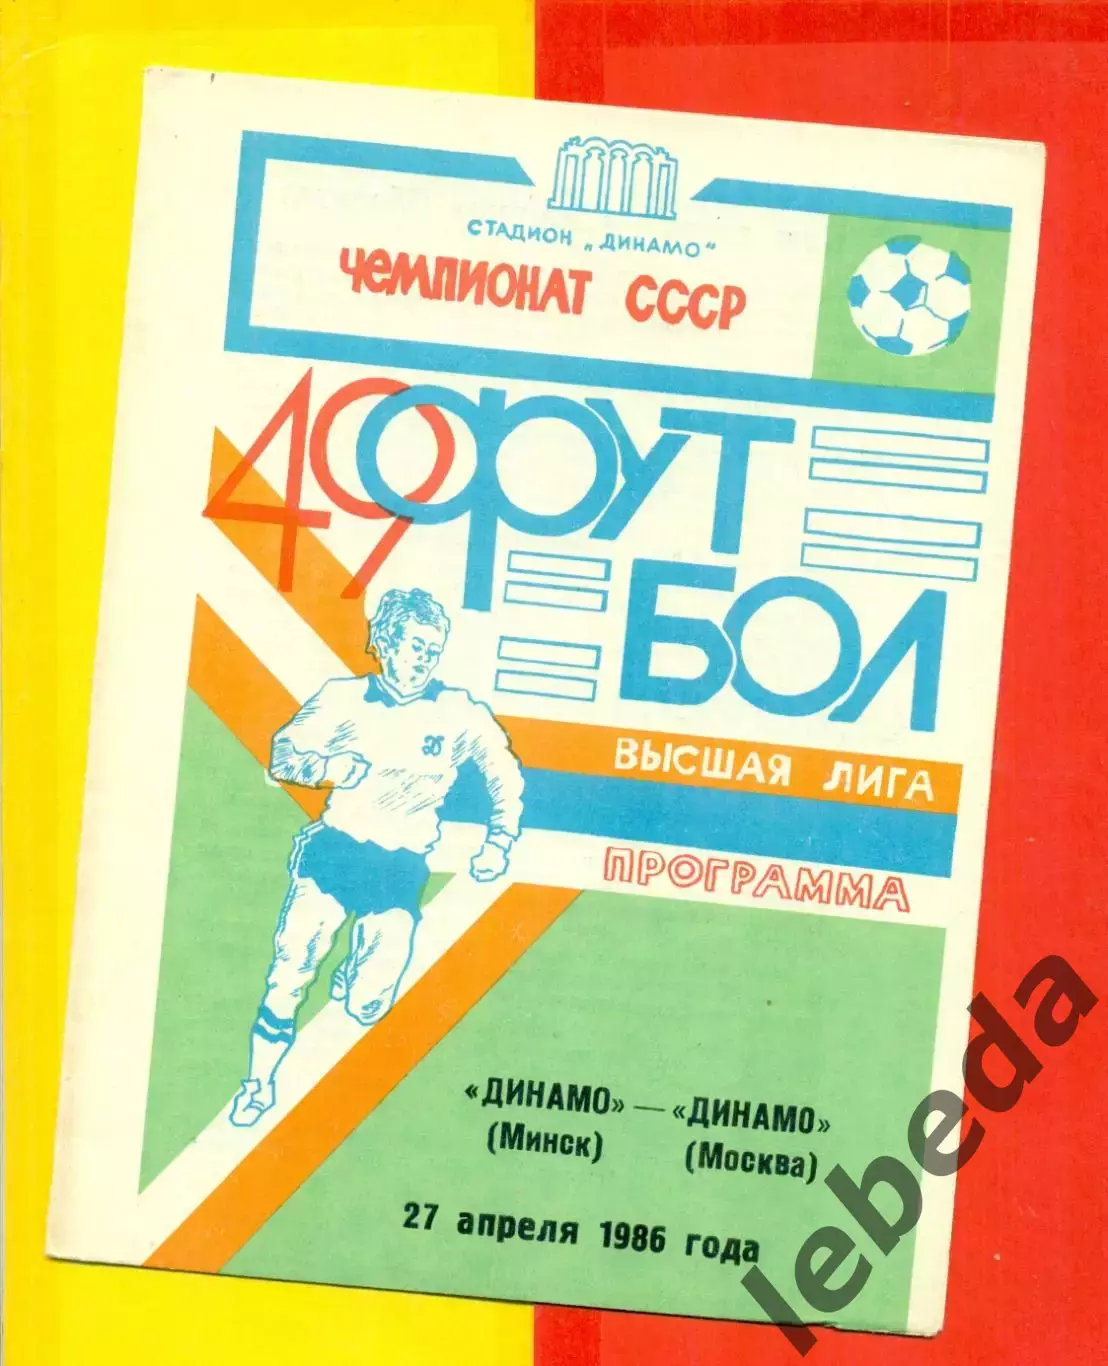 СТАДИОН „ДИНАМО"
ЧЕМПИОНАТ СССР
49
ФУТ
БОЛ
ВЫСШАЯ ЛИГА
ПРОГРАММА
«ДИНАМО» — «ДИНАМО»
(Минск) (Москва)
27 апреля 1986 года
lebeda